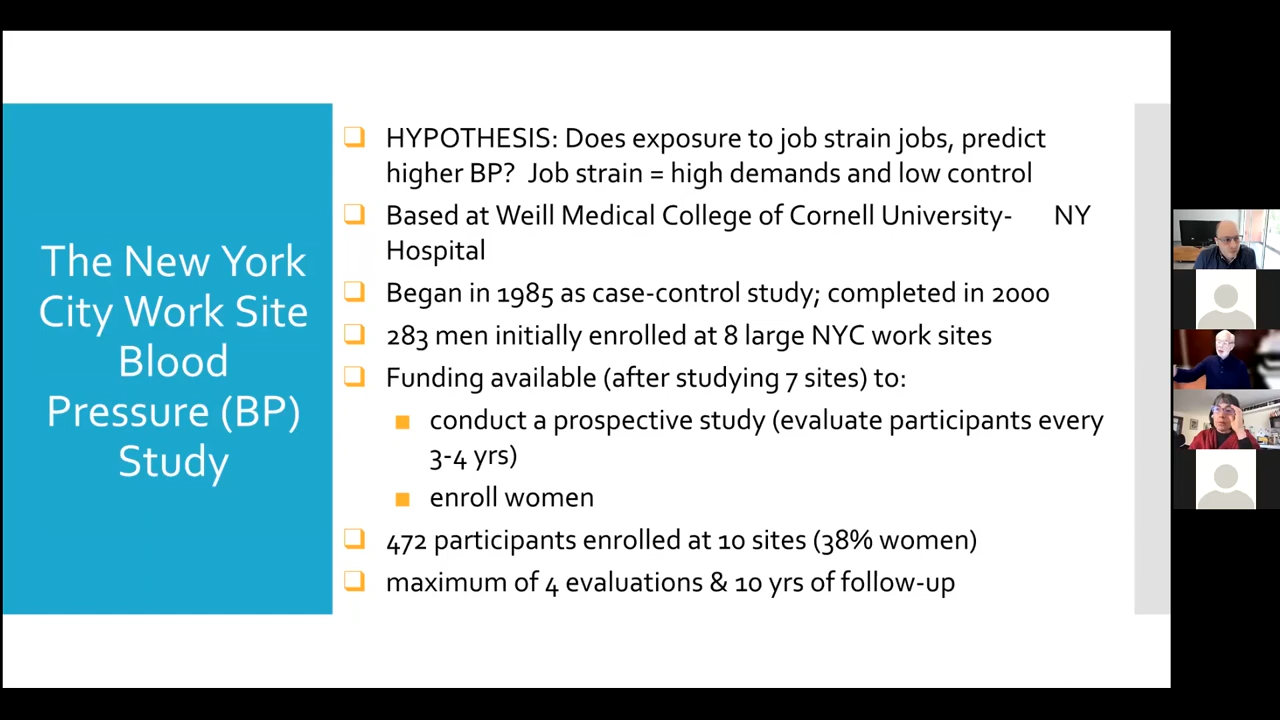 The New York
City Work Site
Blood
Pressure (BP)
Study
HYPOTHESIS: Does exposure to job strain jobs, predict
higher BP? Job strain = high demands and low control
Based at Weill Medical College of Cornell University- NY
Hospital
Began in 1985 as case-control study; completed in 2000
283 men initially enrolled at 8 large NYC work sites
Funding available (after studying 7 sites) to:
conduct a prospective study (evaluate participants every
3-4 yrs)
enroll women
472 participants enrolled at 10 sites (38% women)
maximum of 4 evaluations & 10 yrs of follow-up